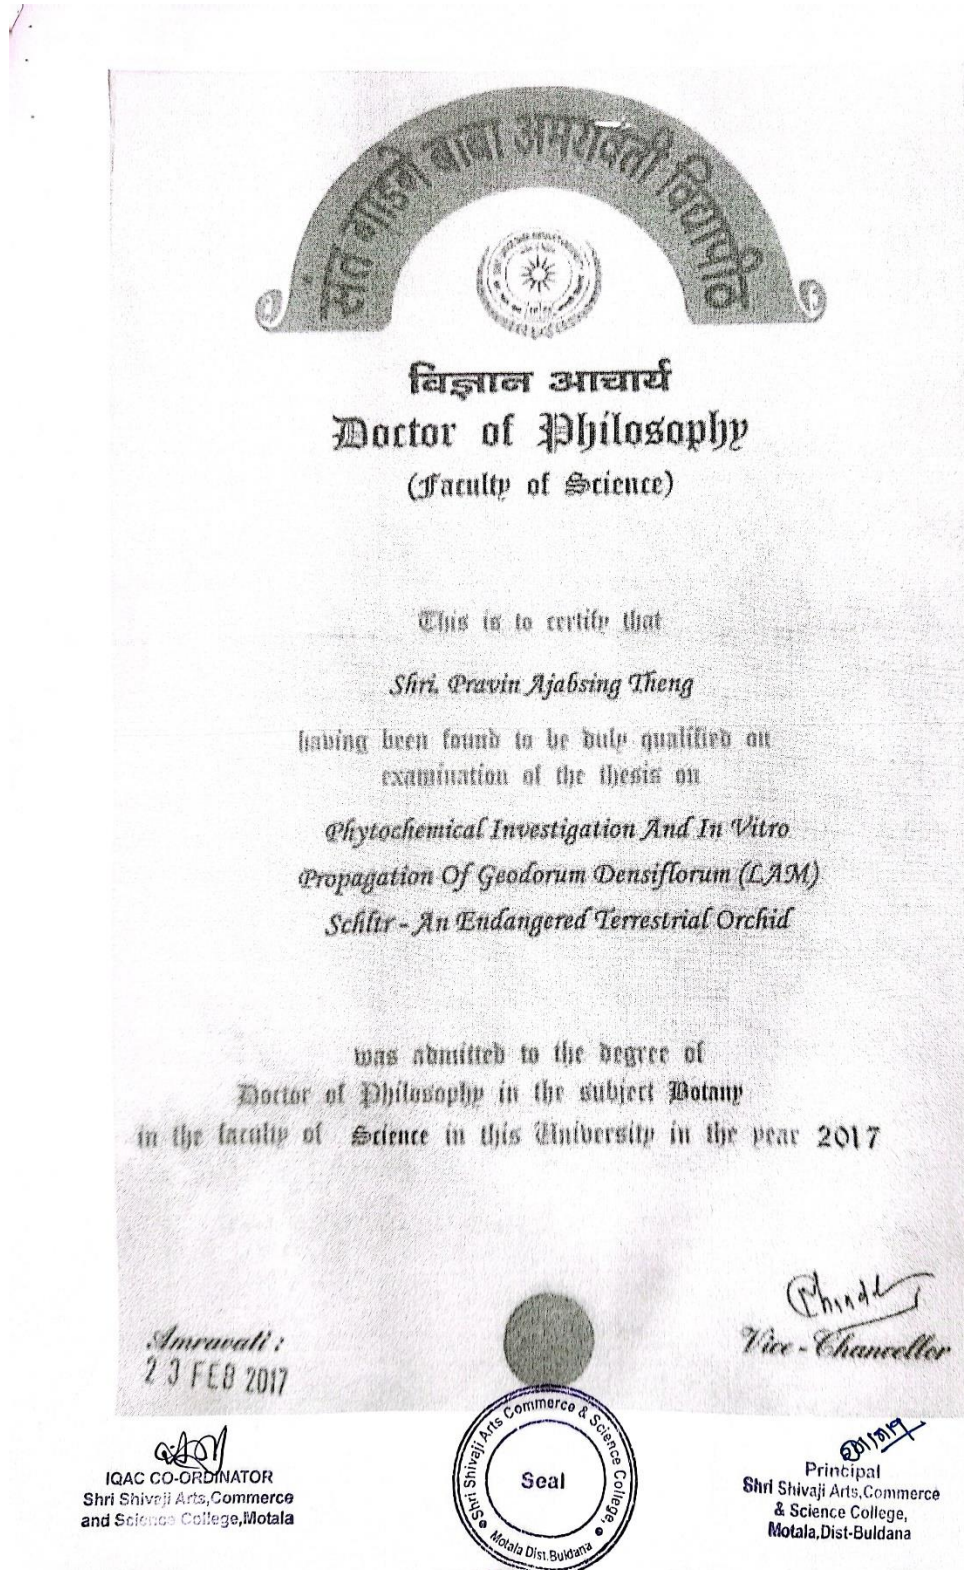 संत गाडगे बाबा अमरावती विद्यापीठ
विज्ञान आचार्य
Doctor of Philosophy
(Faculty of Science)
This is to certify that
Shri. Pravin Ajabsing Theng
having been found to be duly qualified on
examination of the thesis on
Phytochemical Investigation And In Vitro
Propagation Of Geodorum Densiflorum (LAM)
Schltr - An Endangered Terrestrial Orchid
was admitted to the degree of
Doctor of Philosophy in the subject Botany
in the faculty of Science in this University in the year 2017
Amravati :
23 FEB 2017
Vice-Chancellor
IQAC CO-ORDINATOR
Shri Shivaji Arts,Commerce
and Science College,Motala
Shri Shivaji Arts Commerce & Science College,
Motala Dist.Buldana
Seal
Principal
Shri Shivaji Arts,Commerce
& Science College,
Motala,Dist-Buldana